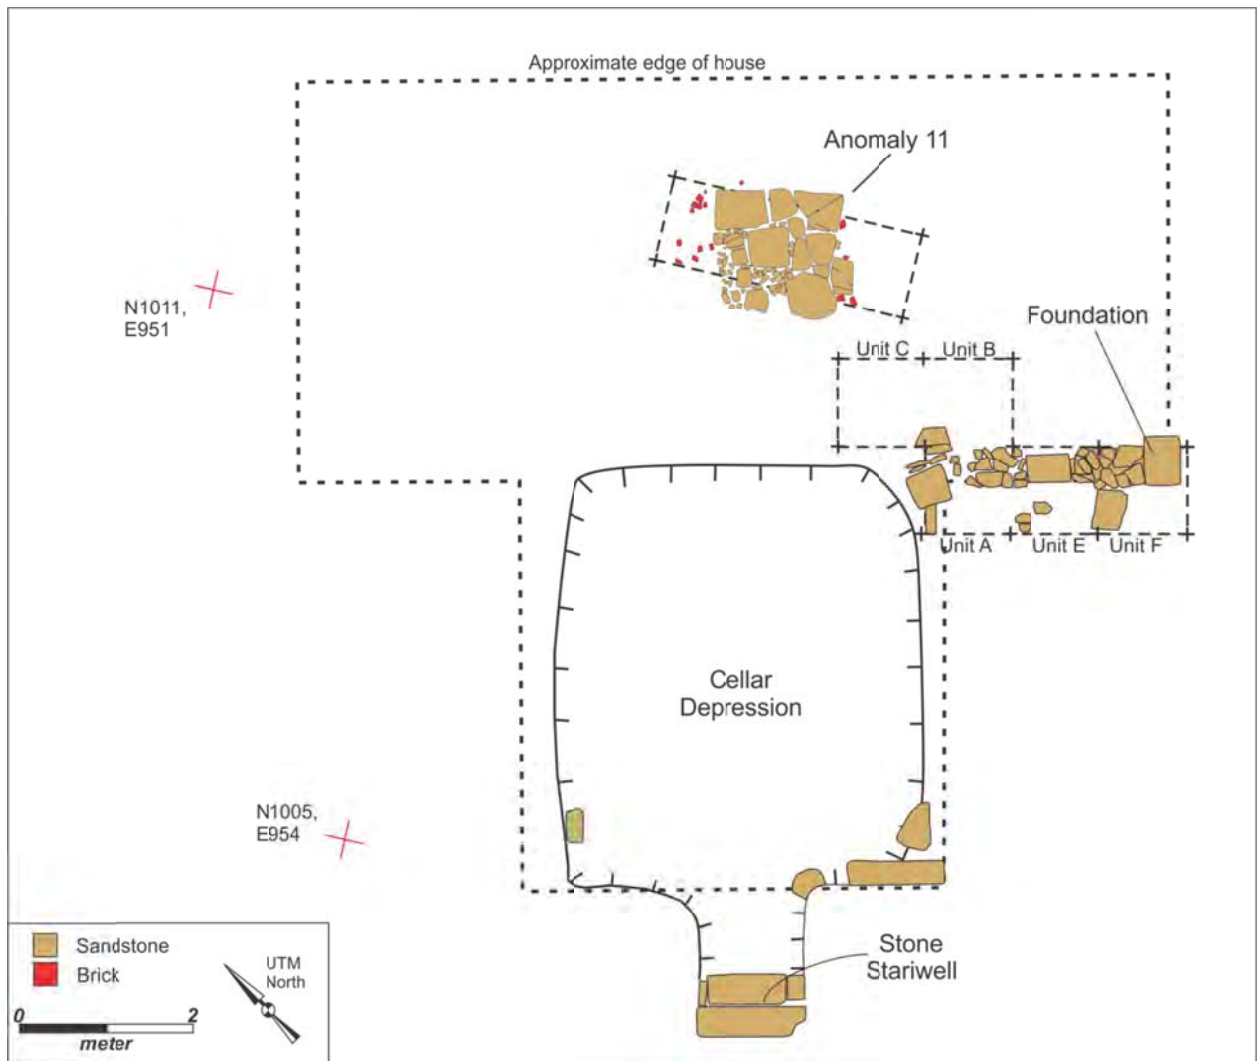 Approximate edge of house
Anomaly 11
N1011,
E951
Foundation
Unit C
Unit B
Unit A
Unit E
Unit F
Cellar
Depression
N1005,
E954
Stone
Stariwell
Sandstone
Brick
UTM
North
0
2
meter